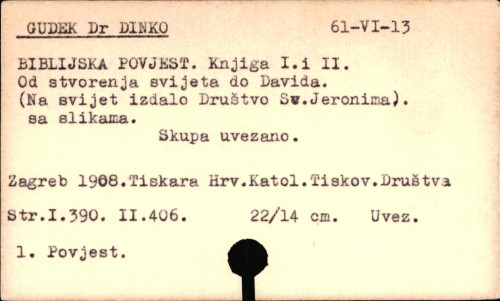 GUDEK Dr DINKO 61-VI-13
BIBLIJSKA POVJEST. Knjiga I.i II.
Od stvorenja svijeta do Davida.
(Na svijet izdalo Društvo Sv.Jeronima).
sa slikama.
Skupa uvezano.
Zagreb 1908.Tiskara Hrv.Katol.Tiskov.Društva
Str.I.390. II.406. 22/14 cm. Uvez.
1. Povjest.